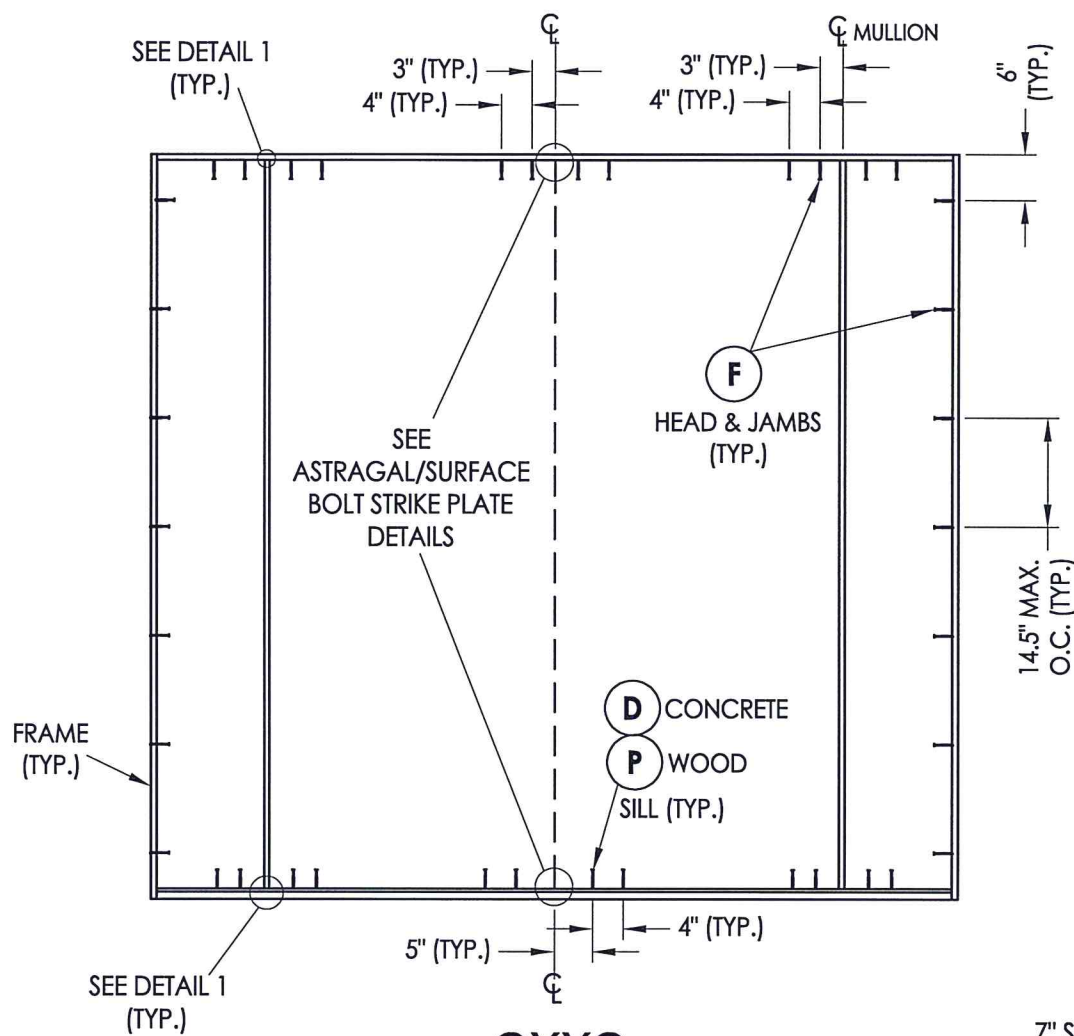 SEE DETAIL 1
(TYP.)
℄
℄ MULLION
3" (TYP.)
4" (TYP.)
3" (TYP.)
4" (TYP.)
6"
(TYP.)
F
HEAD & JAMBS
(TYP.)
SEE
ASTRAGAL/SURFACE
BOLT STRIKE PLATE
DETAILS
14.5" MAX.
O.C. (TYP.)
D CONCRETE
P WOOD
SILL (TYP.)
FRAME
(TYP.)
5" (TYP.)
4" (TYP.)
℄
SEE DETAIL 1
(TYP.)
7" S